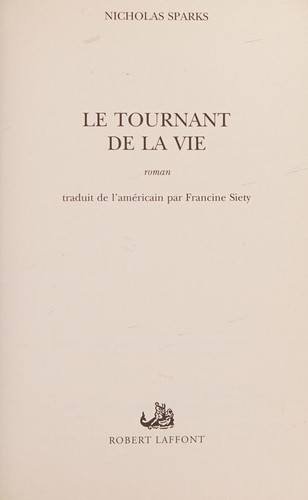 NICHOLAS SPARKS
LE TOURNANT
DE LA VIE
roman
traduit de l'américain par Francine Siety
ROBERT LAFFONT